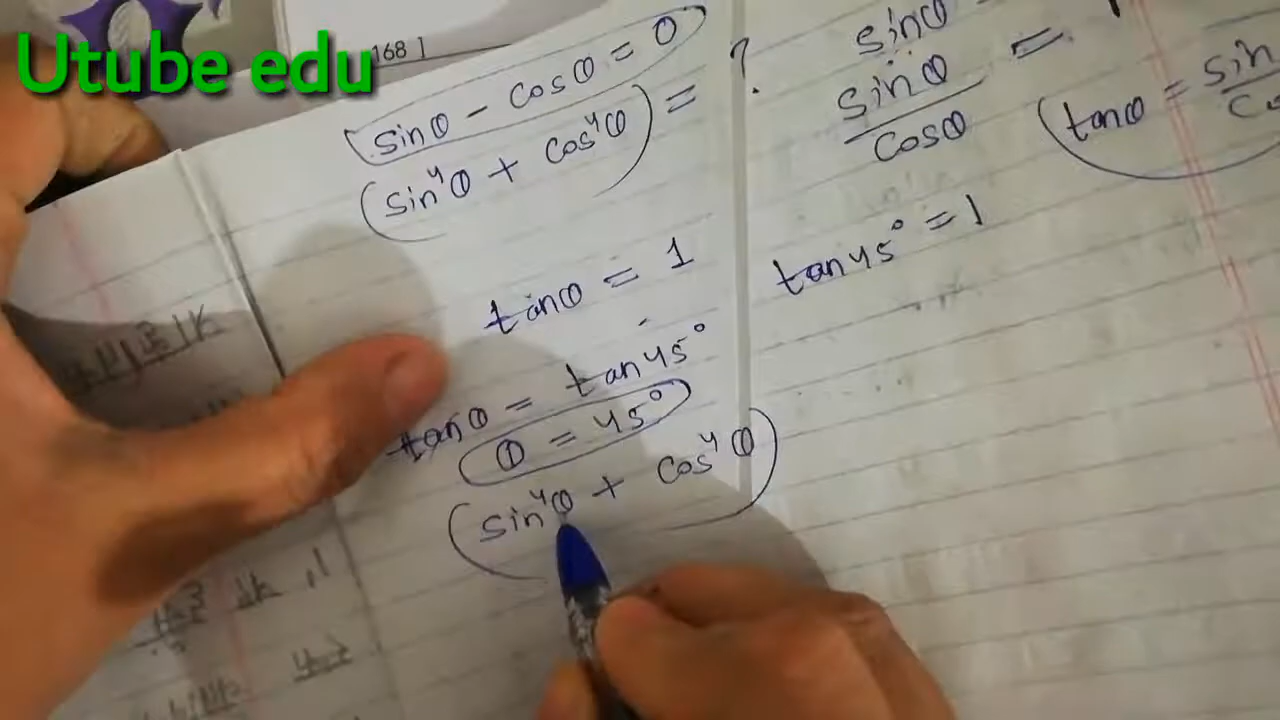 Utube edu
168 ]
sinθ - cosθ = 0
(sin⁴θ + cos⁴θ) = ?
tanθ = 1
tanθ = tan45°
θ = 45°
(sin⁴θ + cos⁴θ)
sinθ
sinθ/cosθ =
tanθ = sin
tan45° = 1